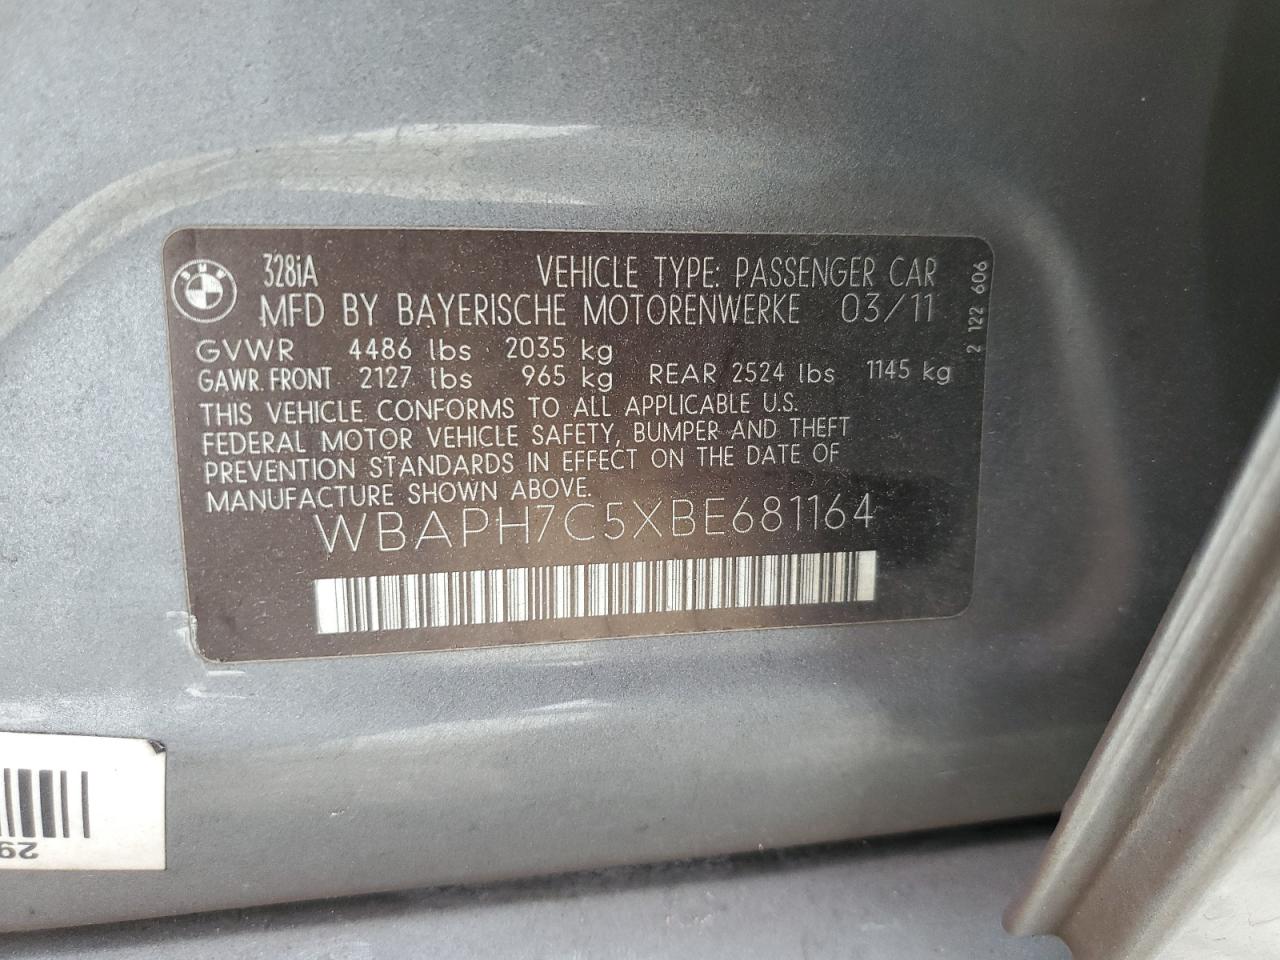 BMW
328iA VEHICLE TYPE: PASSENGER CAR
MFD BY BAYERISCHE MOTORENWERKE 03/11
GVWR 4486 lbs 2035 kg
GAWR FRONT 2127 lbs 965 kg REAR 2524 lbs 1145 kg
THIS VEHICLE CONFORMS TO ALL APPLICABLE U.S.
FEDERAL MOTOR VEHICLE SAFETY, BUMPER AND THEFT
PREVENTION STANDARDS IN EFFECT ON THE DATE OF
MANUFACTURE SHOWN ABOVE.
WBAPH7C5XBE681164
2 122 606
29